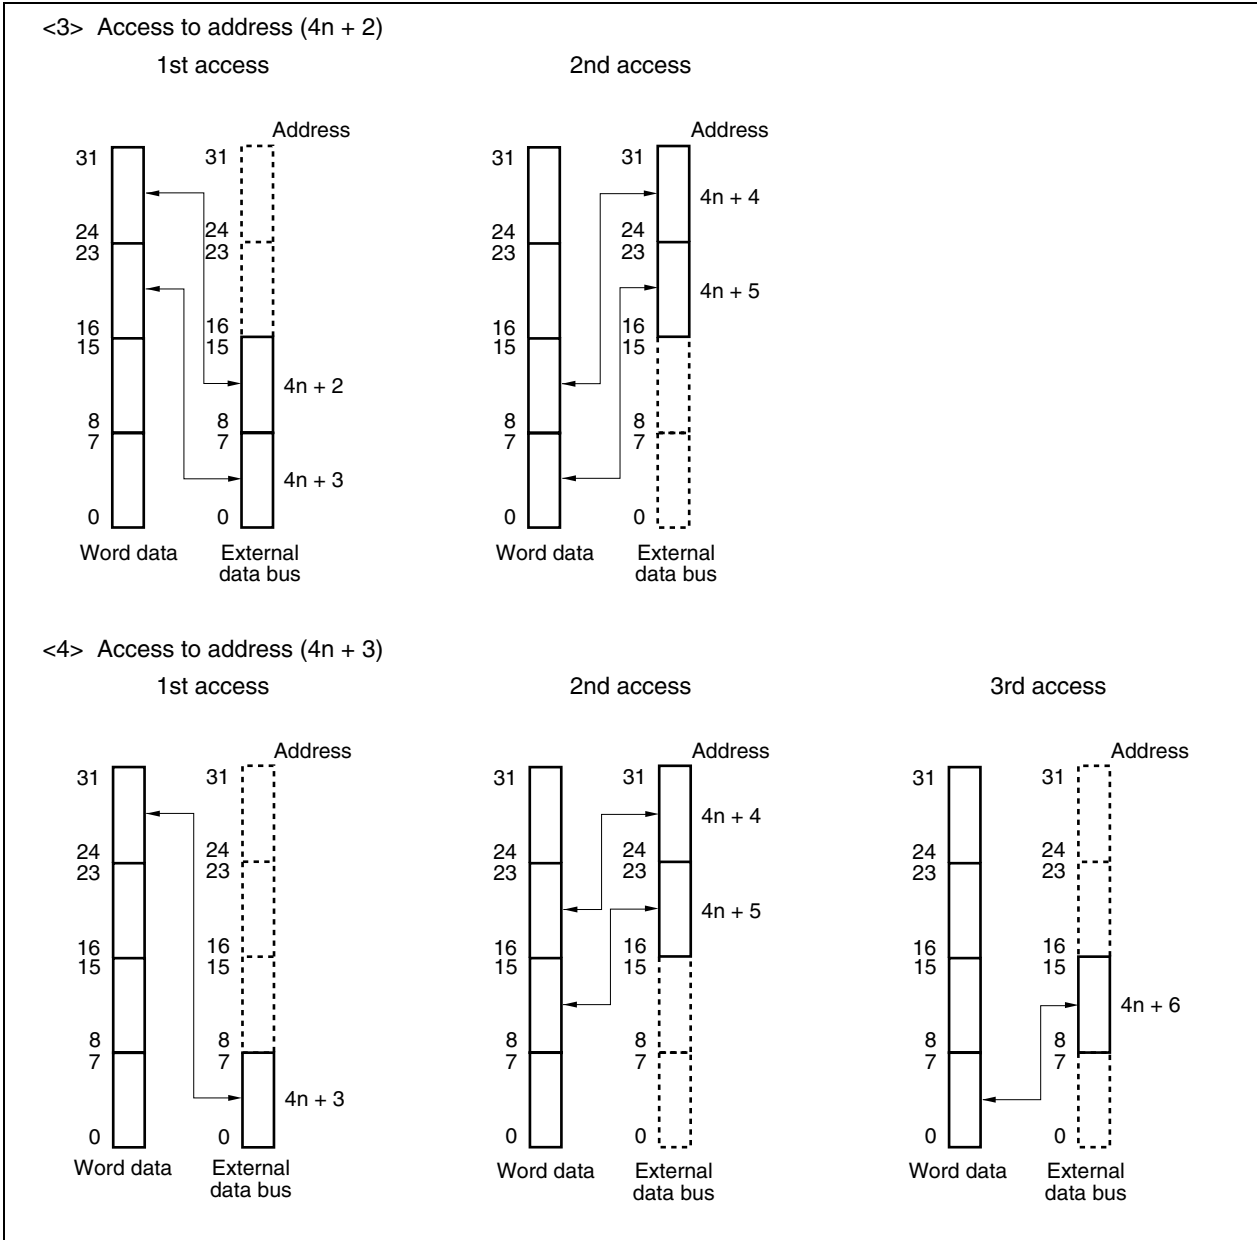 <3> Access to address (4n + 2)
1st access
2nd access
Address
Address
31 31 31 31
4n + 4
24 24 24 24
23 23 23 23
4n + 5
16 16 16 16
15 15 15 15
4n + 2
8 8 8 8
7 7 7 7
4n + 3
0 0 0 0
Word data External Word data External
data bus data bus
<4> Access to address (4n + 3)
1st access
2nd access
3rd access
Address
Address
Address
31 31 31 31 31 31
4n + 4
24 24 24 24 24 24
23 23 23 23 23 23
4n + 5
16 16 16 16 16 16
15 15 15 15 15 15
4n + 6
8 8 8 8 8 8
7 7 7 7 7 7
4n + 3
0 0 0 0 0 0
Word data External Word data External Word data External
data bus data bus data bus